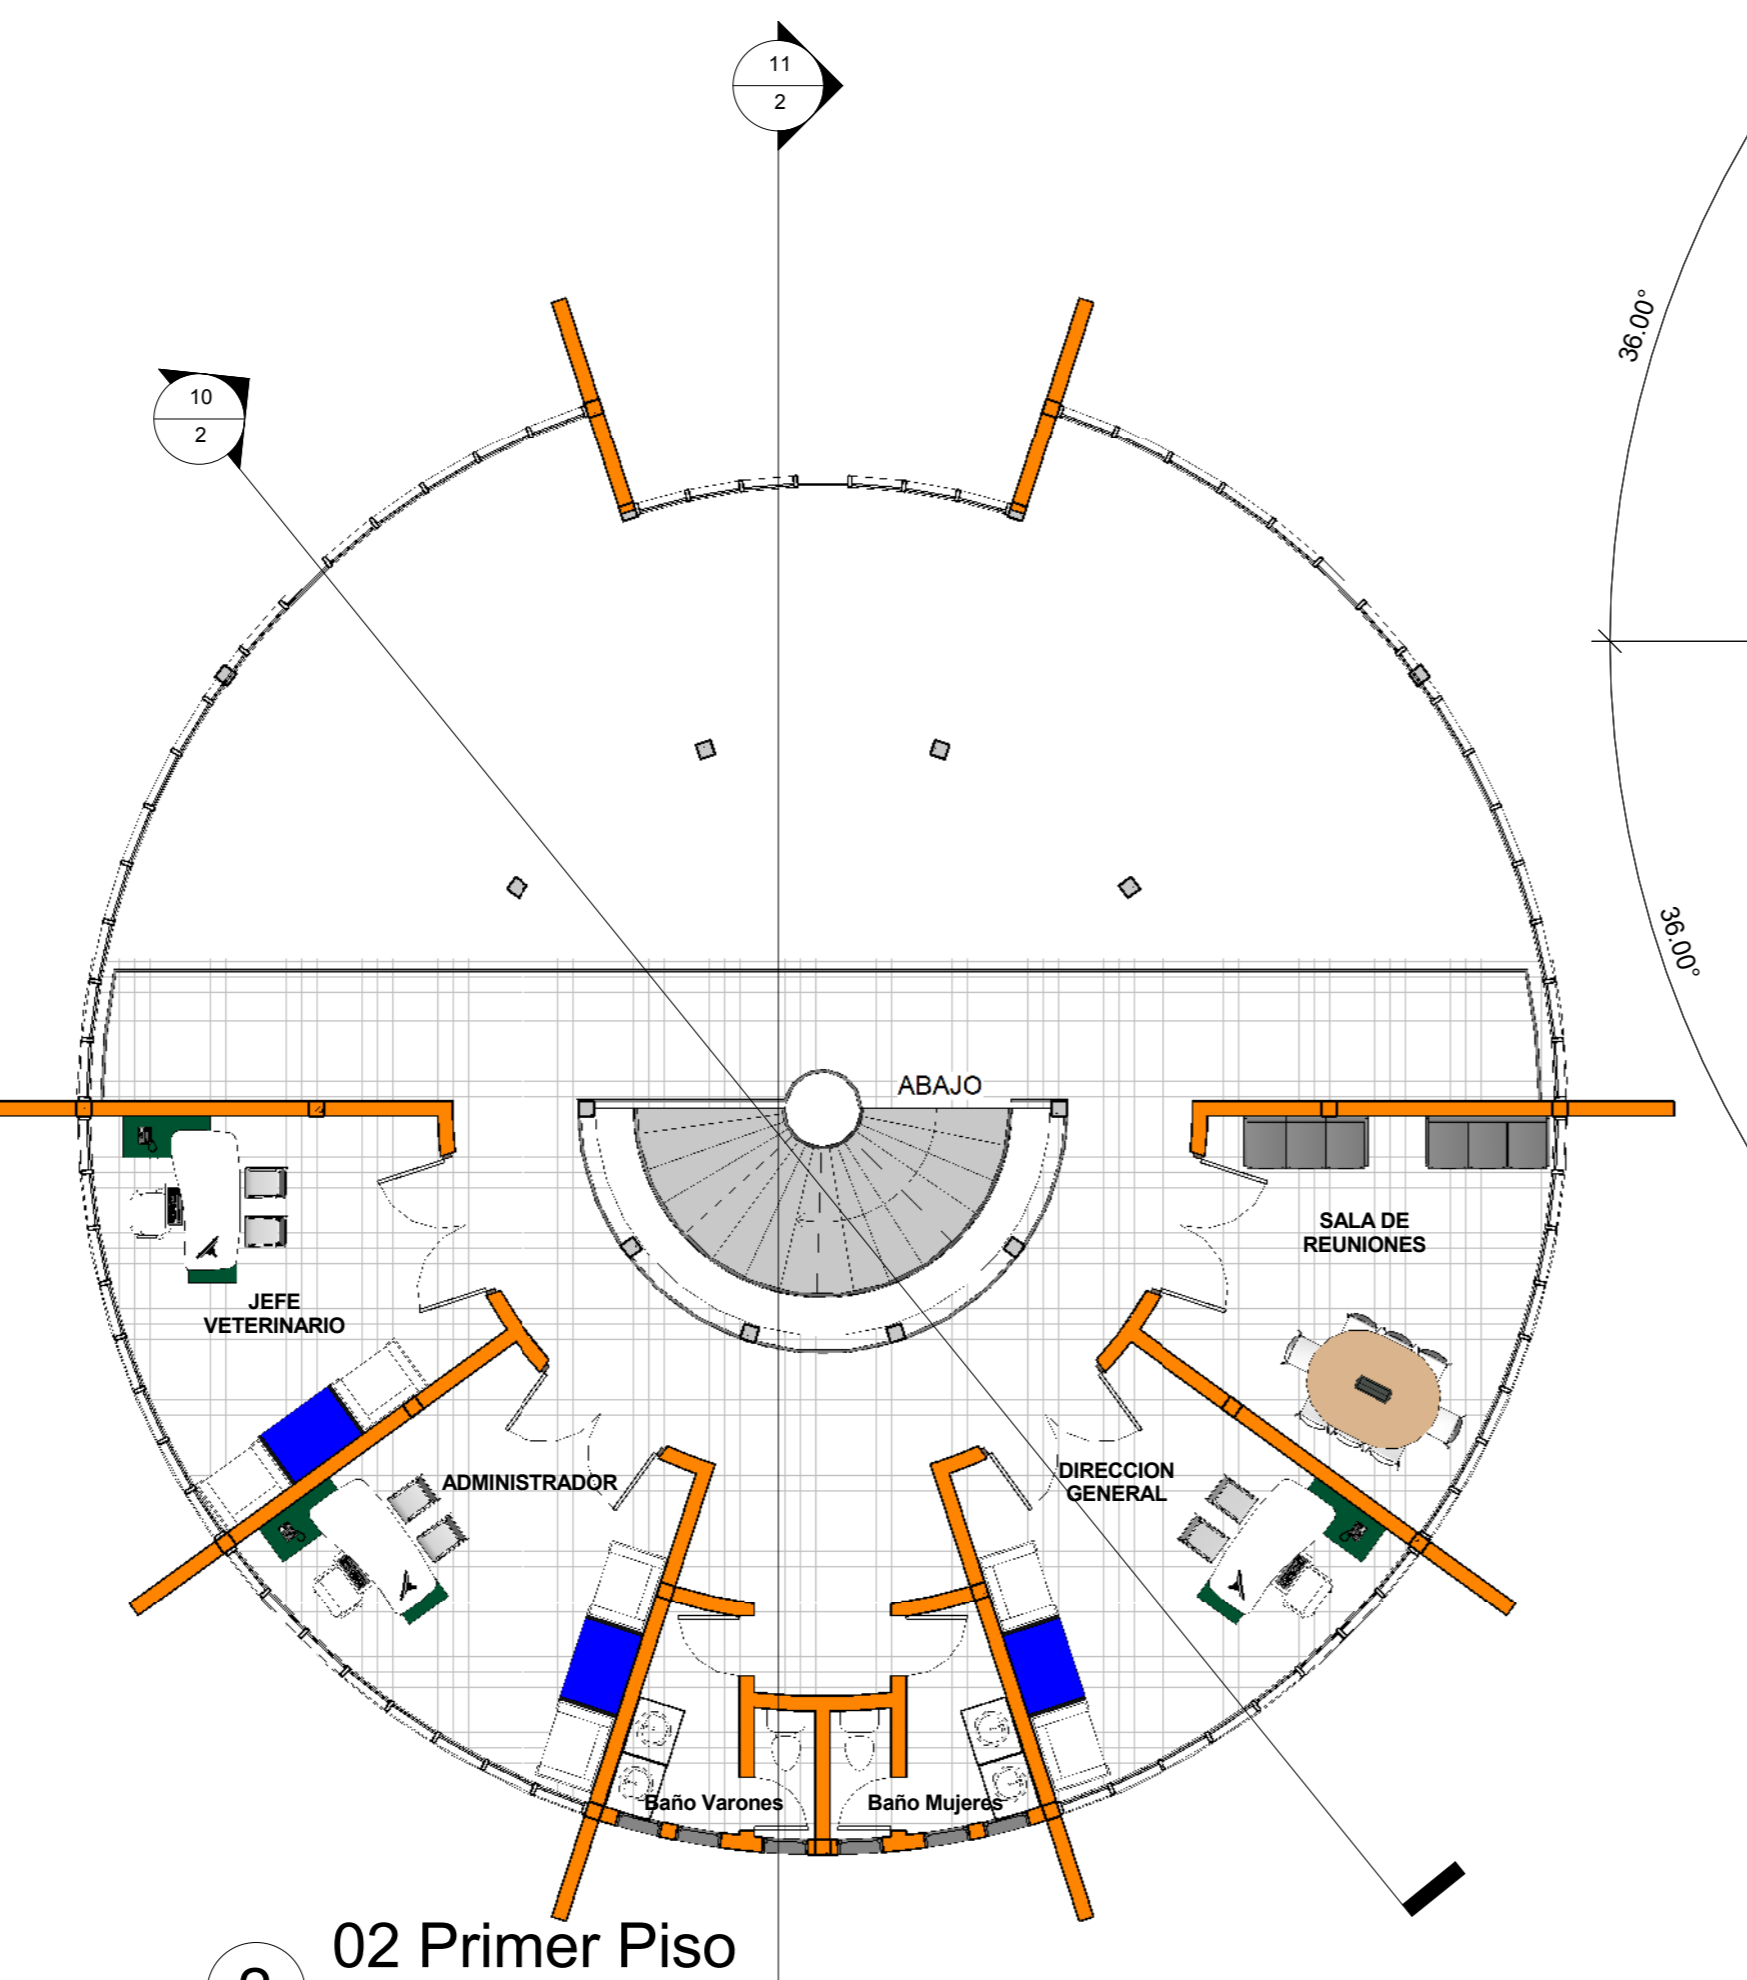 11
2
36.00°
10
2
36.00°
ABAJO
SALA DE
REUNIONES
JEFE
VETERINARIO
ADMINISTRADOR
DIRECCION
GENERAL
Baño Varones
Baño Mujeres
02 Primer Piso